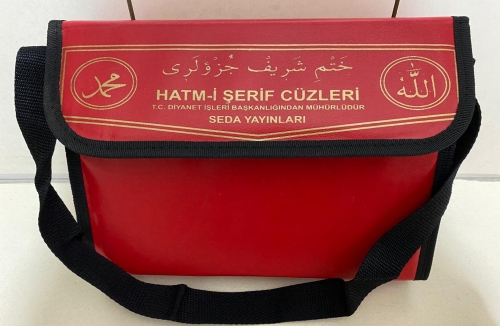 ختم شريف جزؤلرى
محمد
الله
HATM-İ ŞERİF CÜZLERİ
T.C. DİYANET İŞLERİ BAŞKANLIĞINDAN MÜHÜRLÜDÜR
SEDA YAYINLARI